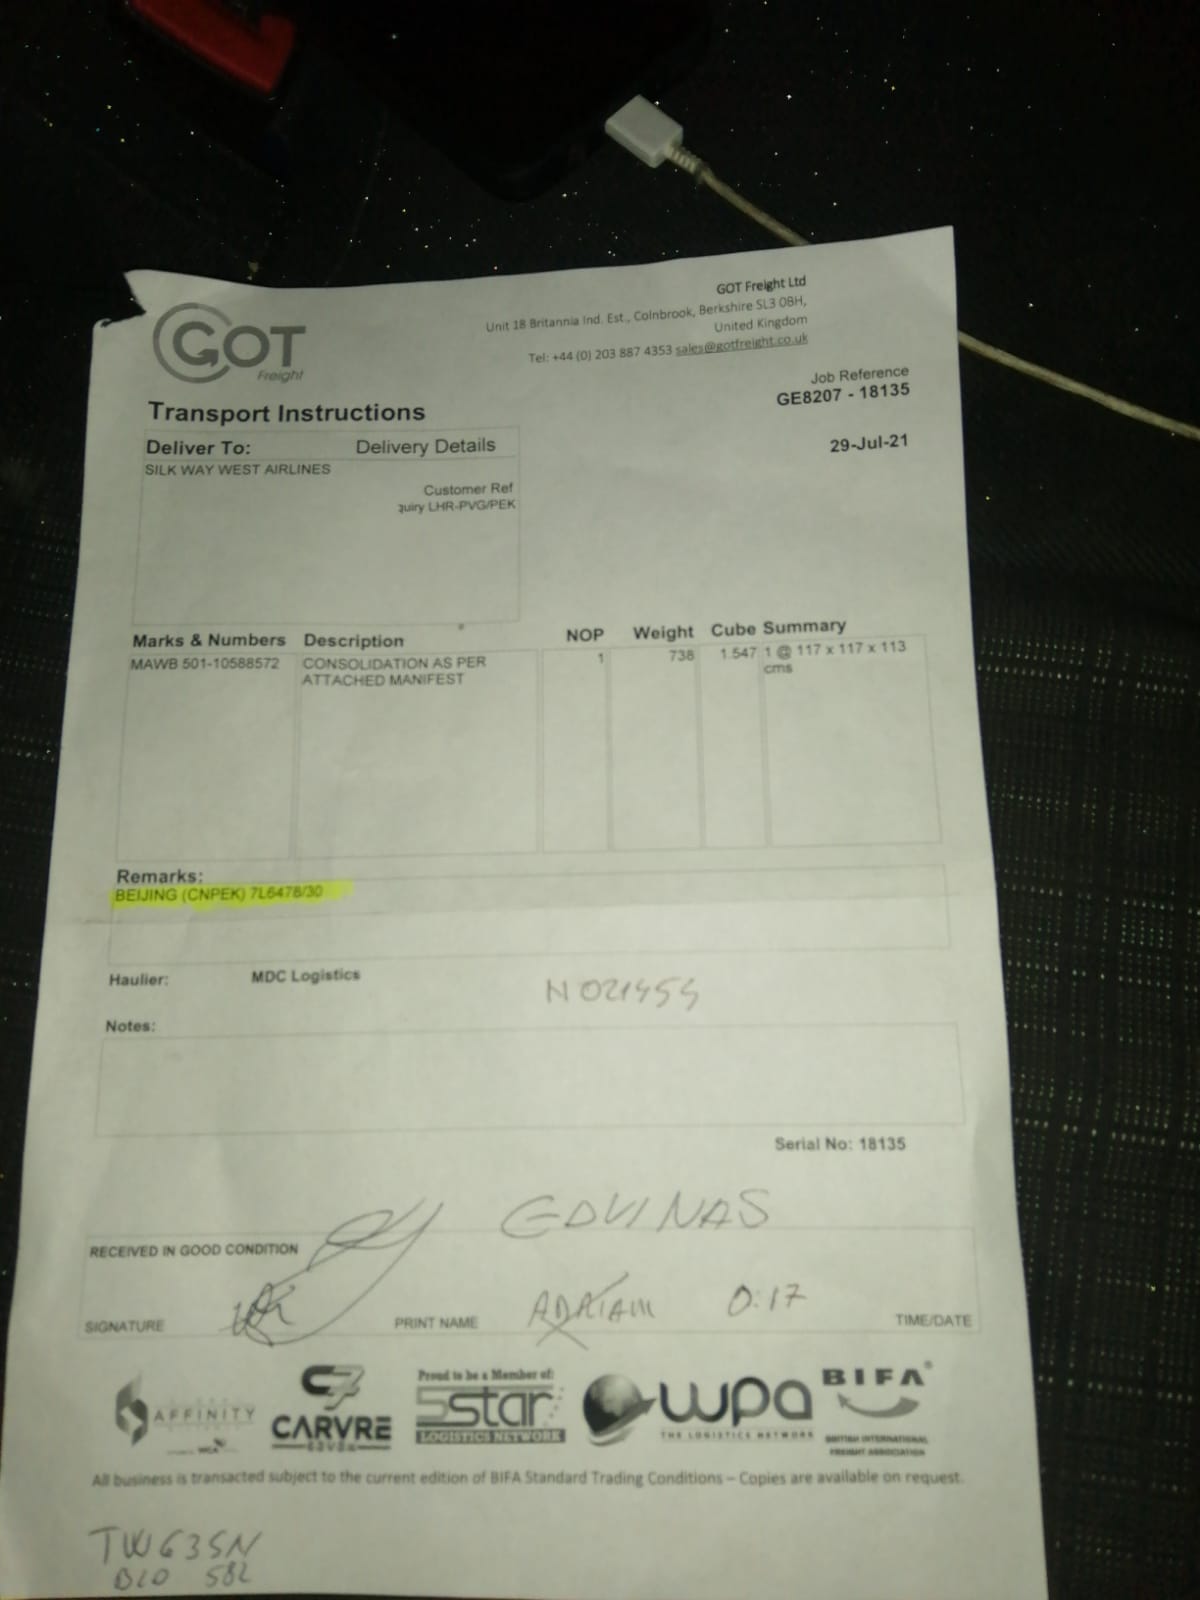 GOT
Freight
GOT Freight Ltd
Unit 18 Britannia Ind. Est., Colnbrook, Berkshire SL3 0BH,
United Kingdom
Tel: +44 (0) 203 887 4353 sales@gotfreight.co.uk
Job Reference
GE8207 - 18135
29-Jul-21
Transport Instructions
Deliver To: Delivery Details
SILK WAY WEST AIRLINES
Customer Ref
quiry LHR-PVG/PEK
Marks & Numbers Description NOP Weight Cube Summary
MAWB 501-10588572 CONSOLIDATION AS PER 1 738 1.547 1 @ 117 x 117 x 113
ATTACHED MANIFEST cms
Remarks:
BEIJING (CNPEK) 7L6478/30
Haulier: MDC Logistics
Notes:
Serial No: 18135
EDVINAS
RECEIVED IN GOOD CONDITION
ADRIAN 0:17
SIGNATURE PRINT NAME TIME/DATE
AFFINITY
C7
CARVRE
Proud to be a Member of:
5star
LOGISTICS NETWORK
wpa
THE LOGISTICS NETWORK
BIFA
BRITISH INTERNATIONAL
FREIGHT ASSOCIATION
All business is transacted subject to the current edition of BIFA Standard Trading Conditions – Copies are available on request.
582